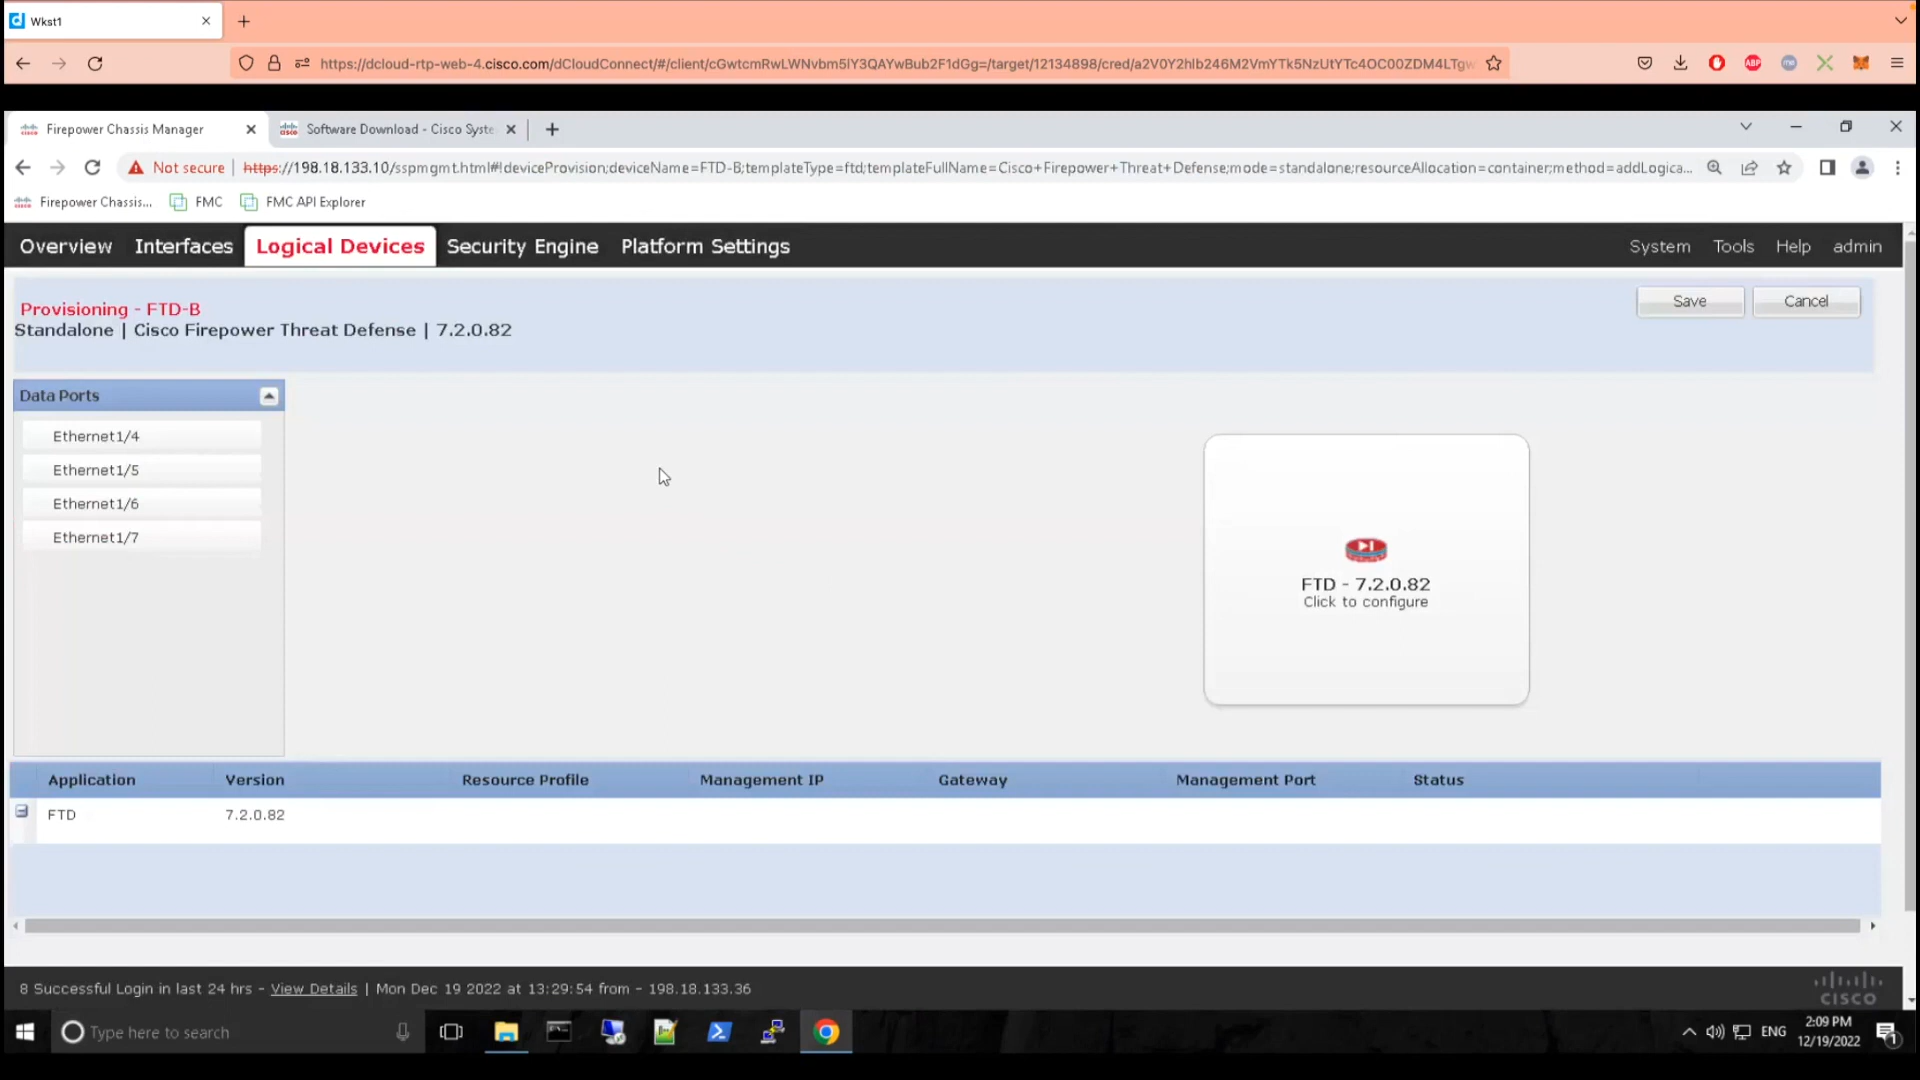 Wkst1
https://dcloud-rtp-web-4.cisco.com/dCloudConnect/#/client/
Firepower Chassis Manager
Software Download - Cisco Syste
Not secure https://198.18.133.10/sspmgmt.html#!deviceProvision;deviceName=FTD-B;templateType=ftd;templateFullName=Cisco+Firepower+Threat+Defense;mode=standalone;resourceAllocation=container;method=addLogica...
Firepower Chassis... FMC FMC API Explorer
Overview Interfaces Logical Devices Security Engine Platform Settings System Tools Help admin
Provisioning - FTD-B
Standalone | Cisco Firepower Threat Defense | 7.2.0.82
Save Cancel
Data Ports
Ethernet1/4
Ethernet1/5
Ethernet1/6
Ethernet1/7
FTD - 7.2.0.82
Click to configure
Application Version Resource Profile Management IP Gateway Management Port Status
FTD 7.2.0.82
8 Successful Login in last 24 hrs - View Details | Mon Dec 19 2022 at 13:29:54 from - 198.18.133.36
CISCO
Type here to search
ENG
2:09 PM
12/19/2022
1